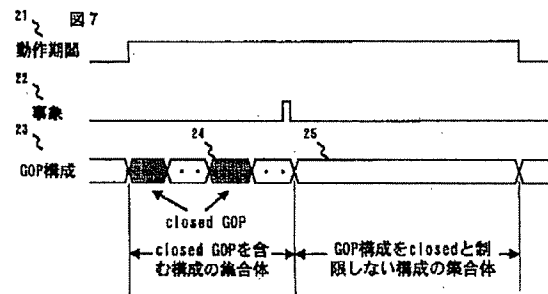 図7
21
動作期間
22
事象
23
GOP構成
24
25
closed GOP
closed GOPを含
む構成の集合体
GOP構成をclosedと制
限しない構成の集合体